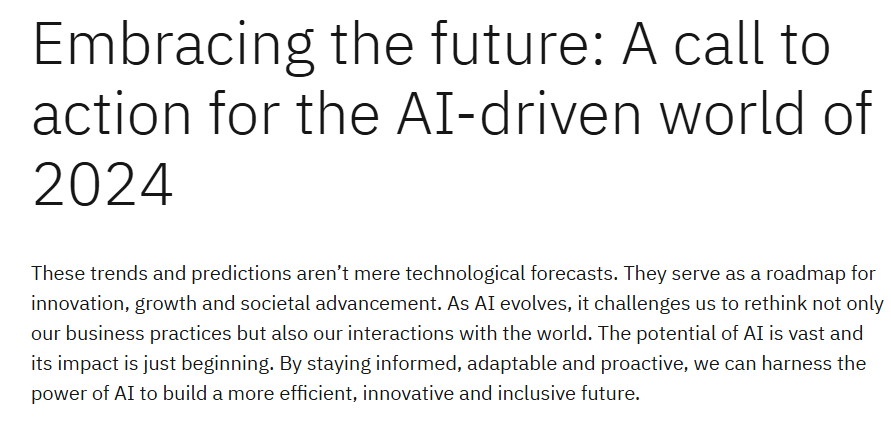 Embracing the future: A call to
action for the AI-driven world of
2024
These trends and predictions aren’t mere technological forecasts. They serve as a roadmap for
innovation, growth and societal advancement. As AI evolves, it challenges us to rethink not only
our business practices but also our interactions with the world. The potential of AI is vast and
its impact is just beginning. By staying informed, adaptable and proactive, we can harness the
power of AI to build a more efficient, innovative and inclusive future.